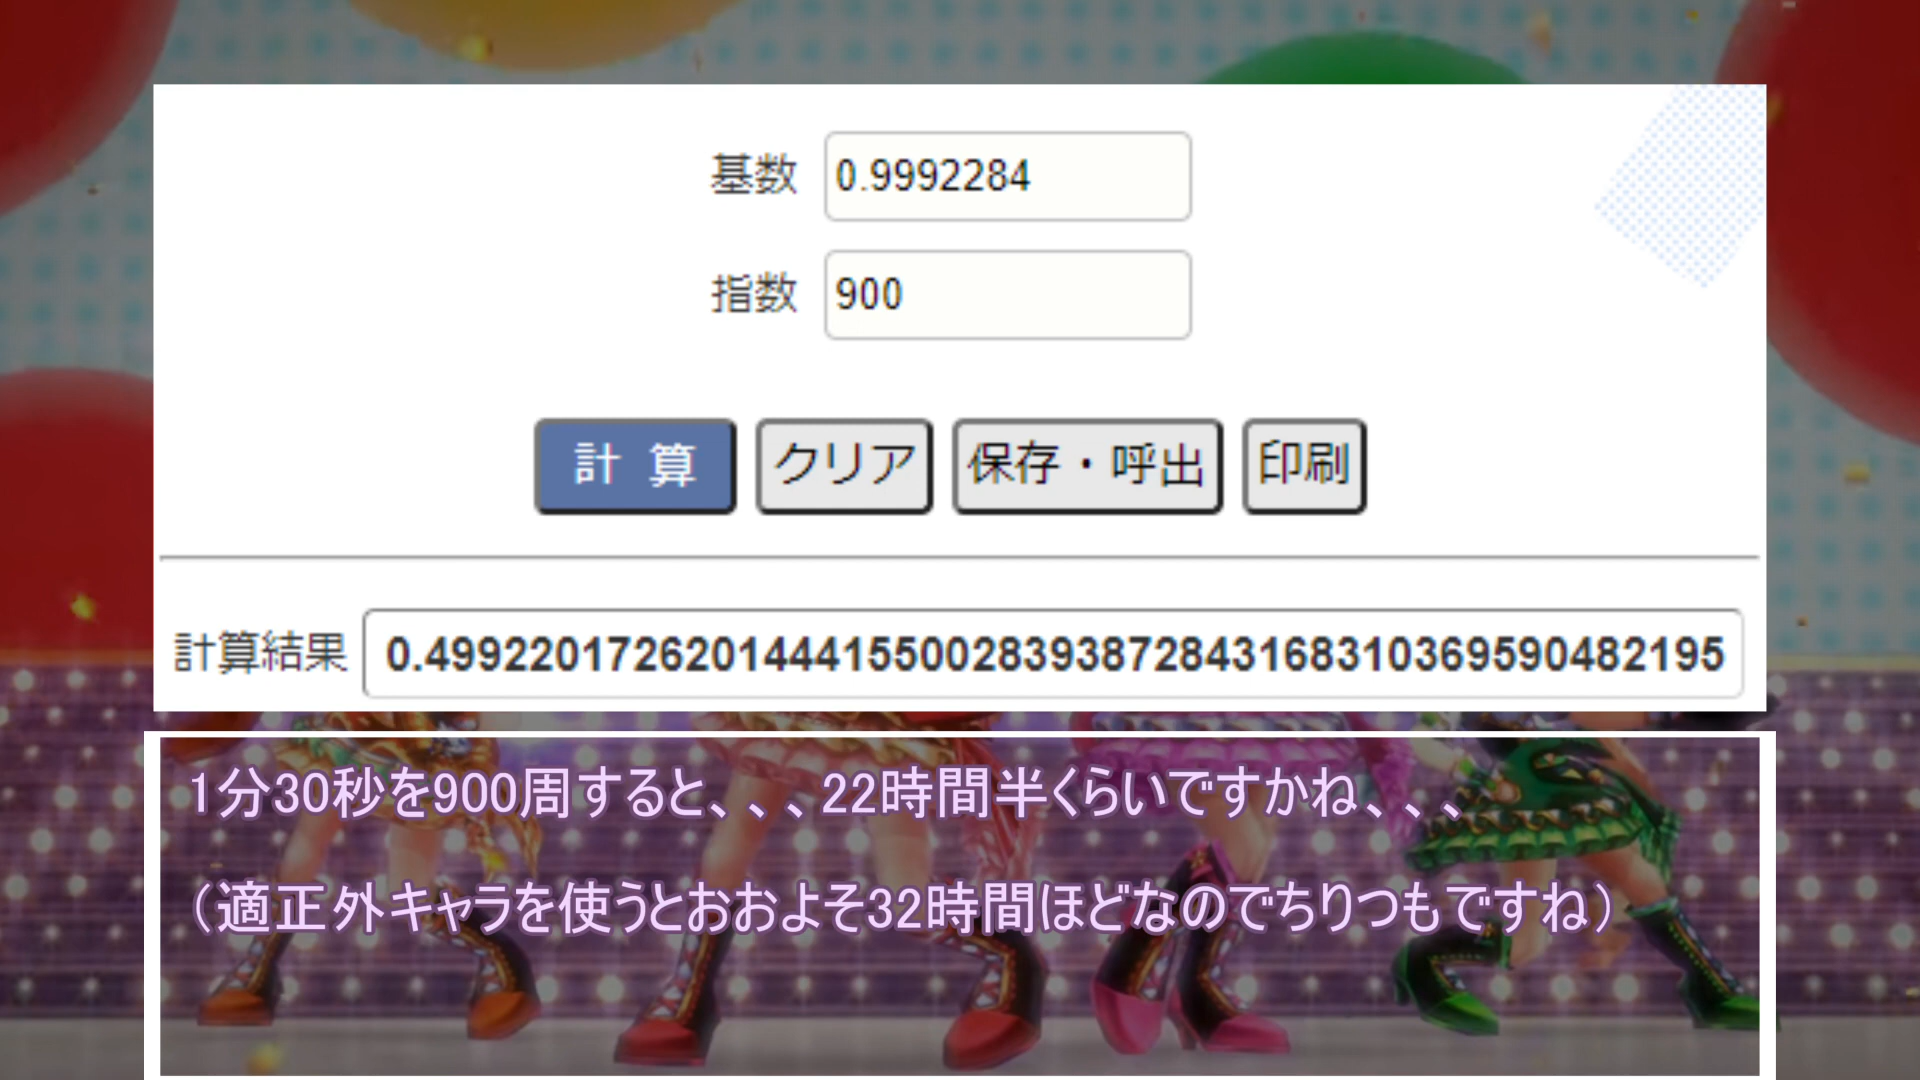 基数 0.9992284
指数 900
計 算 クリア 保存・呼出 印刷
計算結果 0.49922017262014441550028393872843168310369590482195
1分30秒を900周すると、、、22時間半くらいですかね、、、
（適正外キャラを使うとおおよそ32時間ほどなのでちりつもですね）